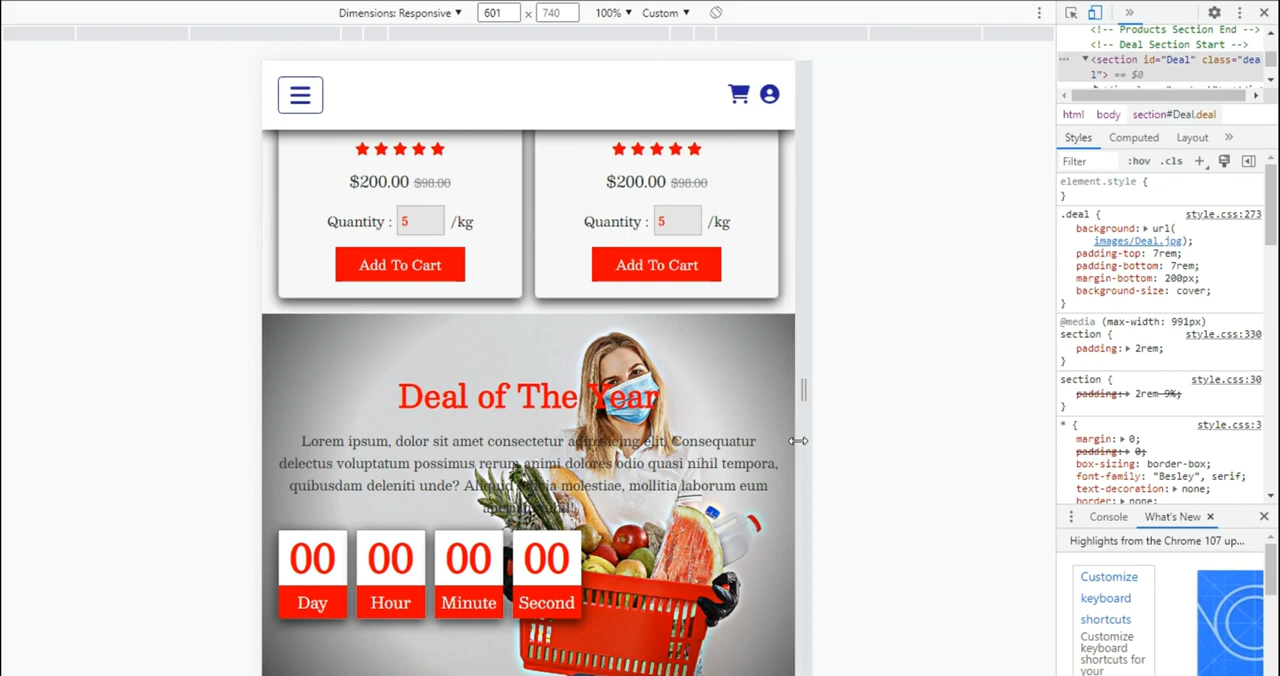 Dimensions: Responsive ▼ 601 × 740 100% ▼ Custom ▼
$200.00 $98.00
$200.00 $98.00
Quantity : 5 /kg
Quantity : 5 /kg
Add To Cart
Add To Cart
Deal of The Year
Lorem ipsum, dolor sit amet consectetur adipisicing elit. Consequatur
delectus voluptatum possimus rerum animi dolores odio quasi nihil tempora,
quibusdam deleniti unde? Aliquid molestiae, mollitia laborum eum
00 00 00 00
Day Hour Minute Second
<!-- Products Section End -->
<!-- Deal Section Start -->
<section id="Deal" class="dea
l"> == $0
html body section#Deal.deal
Styles Computed Layout »
Filter :hov .cls +
element.style {
}
.deal { style.css:273
background: url(
images/Deal.jpg);
padding-top: 7rem;
padding-bottom: 7rem;
margin-bottom: 200px;
background-size: cover;
}
@media (max-width: 991px)
section { style.css:330
padding: 2rem;
}
section { style.css:30
padding: 2rem 9%;
}
* { style.css:3
margin: 0;
padding: 0;
box-sizing: border-box;
font-family: "Besley", serif;
text-decoration: none;
border: none;
Console What's New ×
Highlights from the Chrome 107 up...
Customize
keyboard
shortcuts
Customize
keyboard
shortcuts for
your